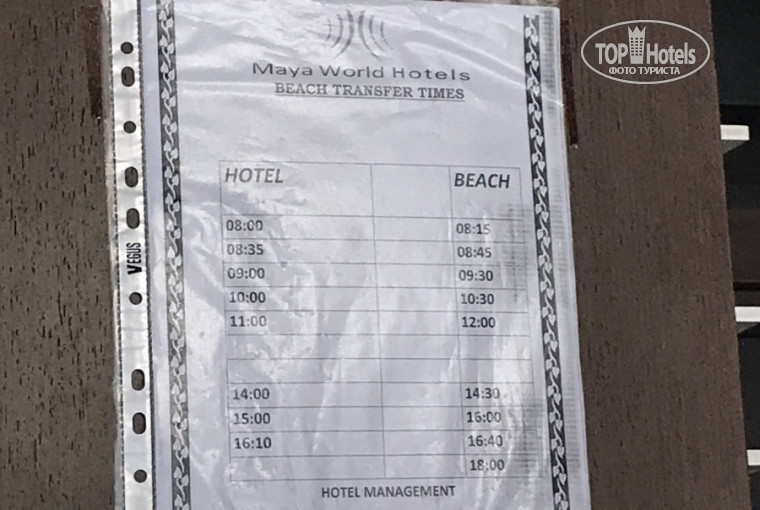 TOP Hotels
ФОТО ТУРИСТА
Maya World Hotels
BEACH TRANSFER TIMES
HOTEL BEACH
08:00 08:15
08:35 08:45
09:00 09:30
10:00 10:30
11:00 12:00
14:00 14:30
15:00 16:00
16:10 16:40
18:00
HOTEL MANAGEMENT
VEGUS